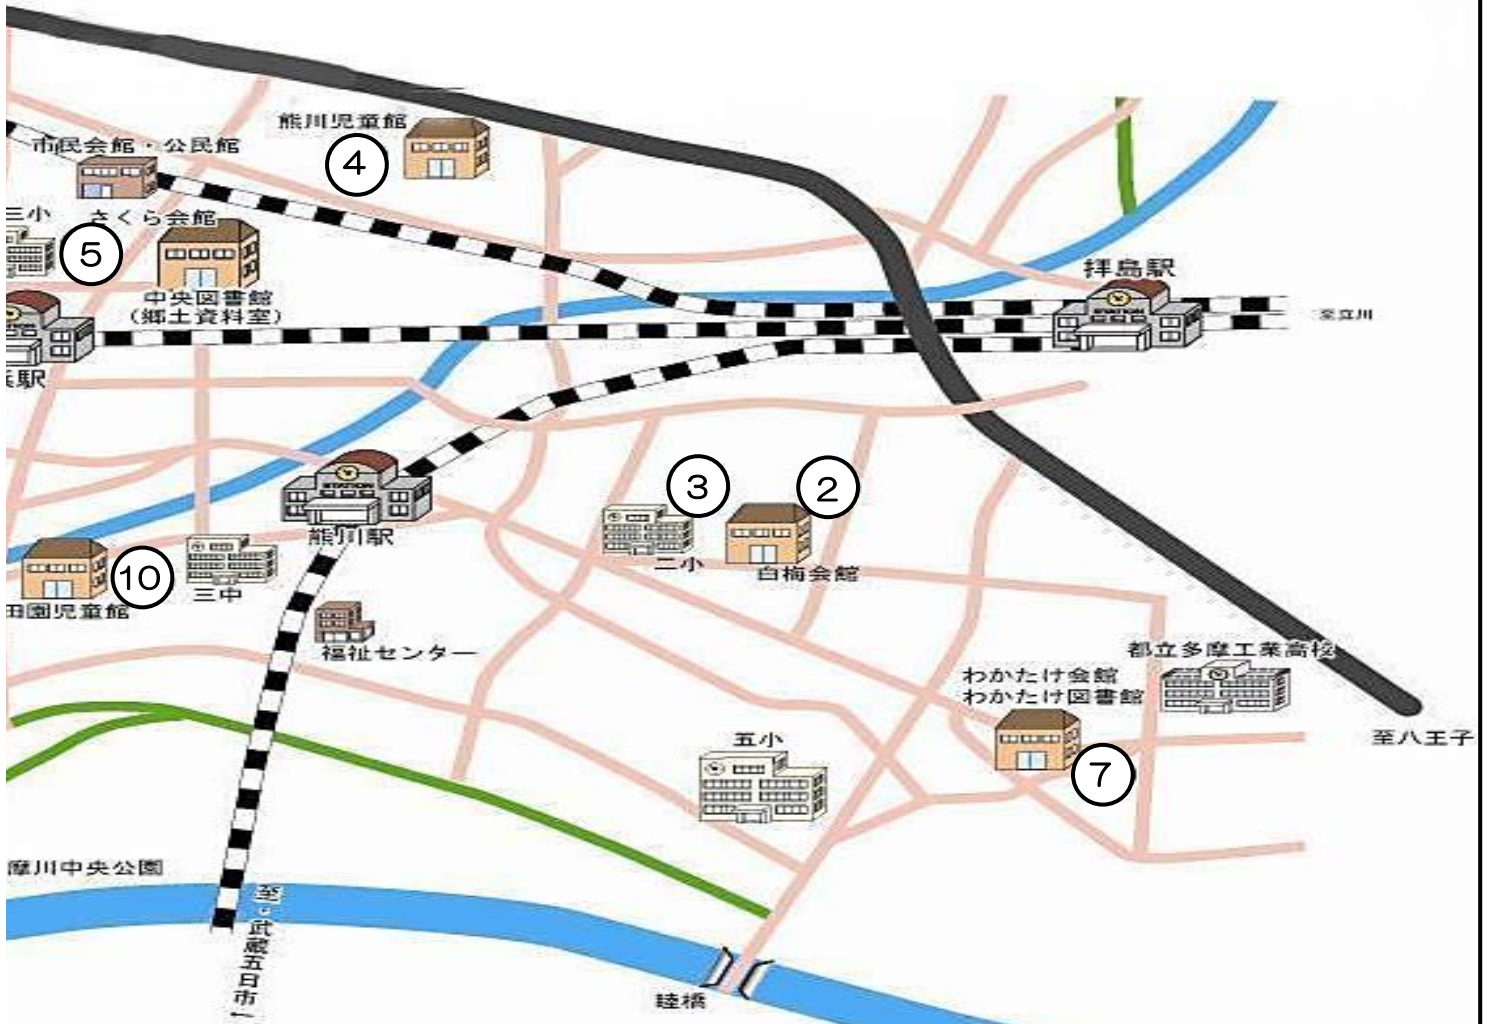 熊川児童館
④
市民会館・公民館
三小
さくら会館
⑤
中央図書館
(郷土資料室)
拝島駅
至立川
駅
熊川駅
③
②
二小
白梅会館
⑩
三中
田園児童館
福祉センター
都立多摩工業高校
わかたけ会館
わかたけ図書館
⑦
至八王子
五小
摩川中央公園
至・武蔵五日市
←
睦橋